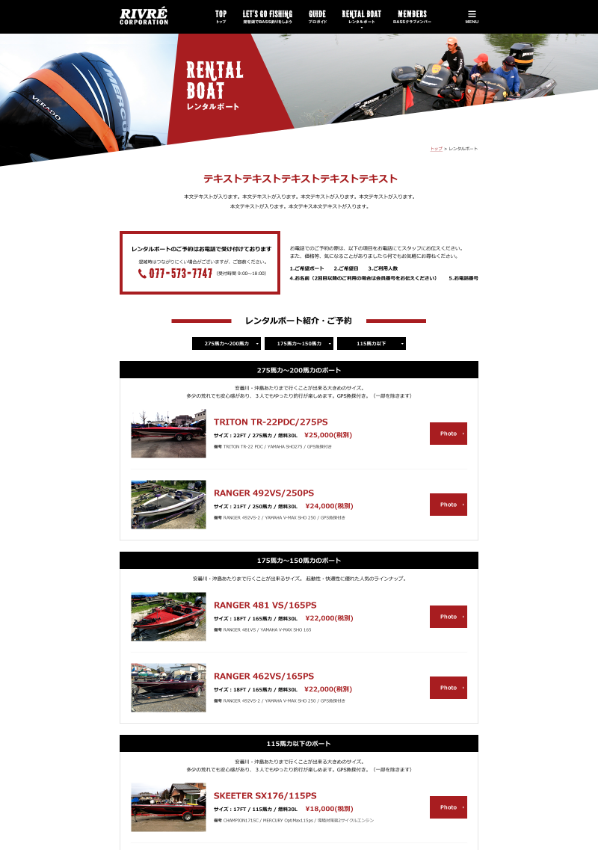 RIVRÉ
CORPORATION
TOP
トップ
LET'S GO FISHING
琵琶湖でBASS釣りをしよう
GUIDE
プロガイド
RENTAL BOAT
レンタルボート
MEMBERS
BASSクラブメンバー
MENU
VERADO
MERCURY
RENTAL
BOAT
レンタルボート
トップ > レンタルボート
テキストテキストテキストテキストテキスト
本文テキストが入ります。本文テキストが入ります。本文テキストが入ります。本文テキストが入ります。
本文テキストが入ります。本文テキス本文テキストが入ります。
レンタルボートのご予約はお電話で受け付けております
混雑時はつながりにくい場合がございますが、ご容赦ください。
077-573-7747 (受付時間 9:00~18:00)
お電話でのご予約の際は、以下の項目をお電話にてスタッフにお伝えください。
また、価格等、気になることがありましたら何でもお気軽にお尋ねください。
1.ご希望ボート 2.ご希望日 3.ご利用人数
4.お名前（2回目以降のご利用の場合は会員番号をお伝えください） 5.お電話番号
レンタルボート紹介・ご予約
275馬力～200馬力
175馬力～150馬力
115馬力以下
275馬力～200馬力のボート
安曇川・沖島あたりまで行くことが出来る大きめのサイズ。
多少の荒れでも安心感があり、３人でもゆったり釣行が楽しめます。GPS魚探付き。（一部を除きます）
TRITON TR-22PDC/275PS
サイズ：22FT / 275馬力 / 燃料30L ¥25,000(税別)
備考 TRITON TR-22 PDC / YAMAHA SHO275 / GPS魚探付き
Photo
RANGER 492VS/250PS
サイズ：21FT / 250馬力 / 燃料30L ¥24,000(税別)
備考 RANGER 492VS-2 / YAMAHA V-MAX SHO 250 / GPS魚探付き
Photo
175馬力～150馬力のボート
安曇川・沖島あたりまで行くことが出来るサイズ。起動性・快適性に優れた人気のラインナップ。
RANGER 481 VS/165PS
サイズ：18FT / 165馬力 / 燃料30L ¥22,000(税別)
備考 RANGER 481VS / YAMAHA V-MAX SHO 165
Photo
RANGER 462VS/165PS
サイズ：18FT / 165馬力 / 燃料30L ¥22,000(税別)
備考 RANGER 492VS-2 / YAMAHA V-MAX SHO 250 / GPS魚探付き
Photo
115馬力以下のボート
安曇川・沖島あたりまで行くことが出来る大きめのサイズ。
多少の荒れでも安心感があり、３人でもゆったり釣行が楽しめます。GPS魚探付き。（一部を除きます）
SKEETER SX176/115PS
サイズ：17FT / 115馬力 / 燃料20L ¥18,000(税別)
備考 CHAMPION171SC / MERCURY OptiMax115ps /
Photo